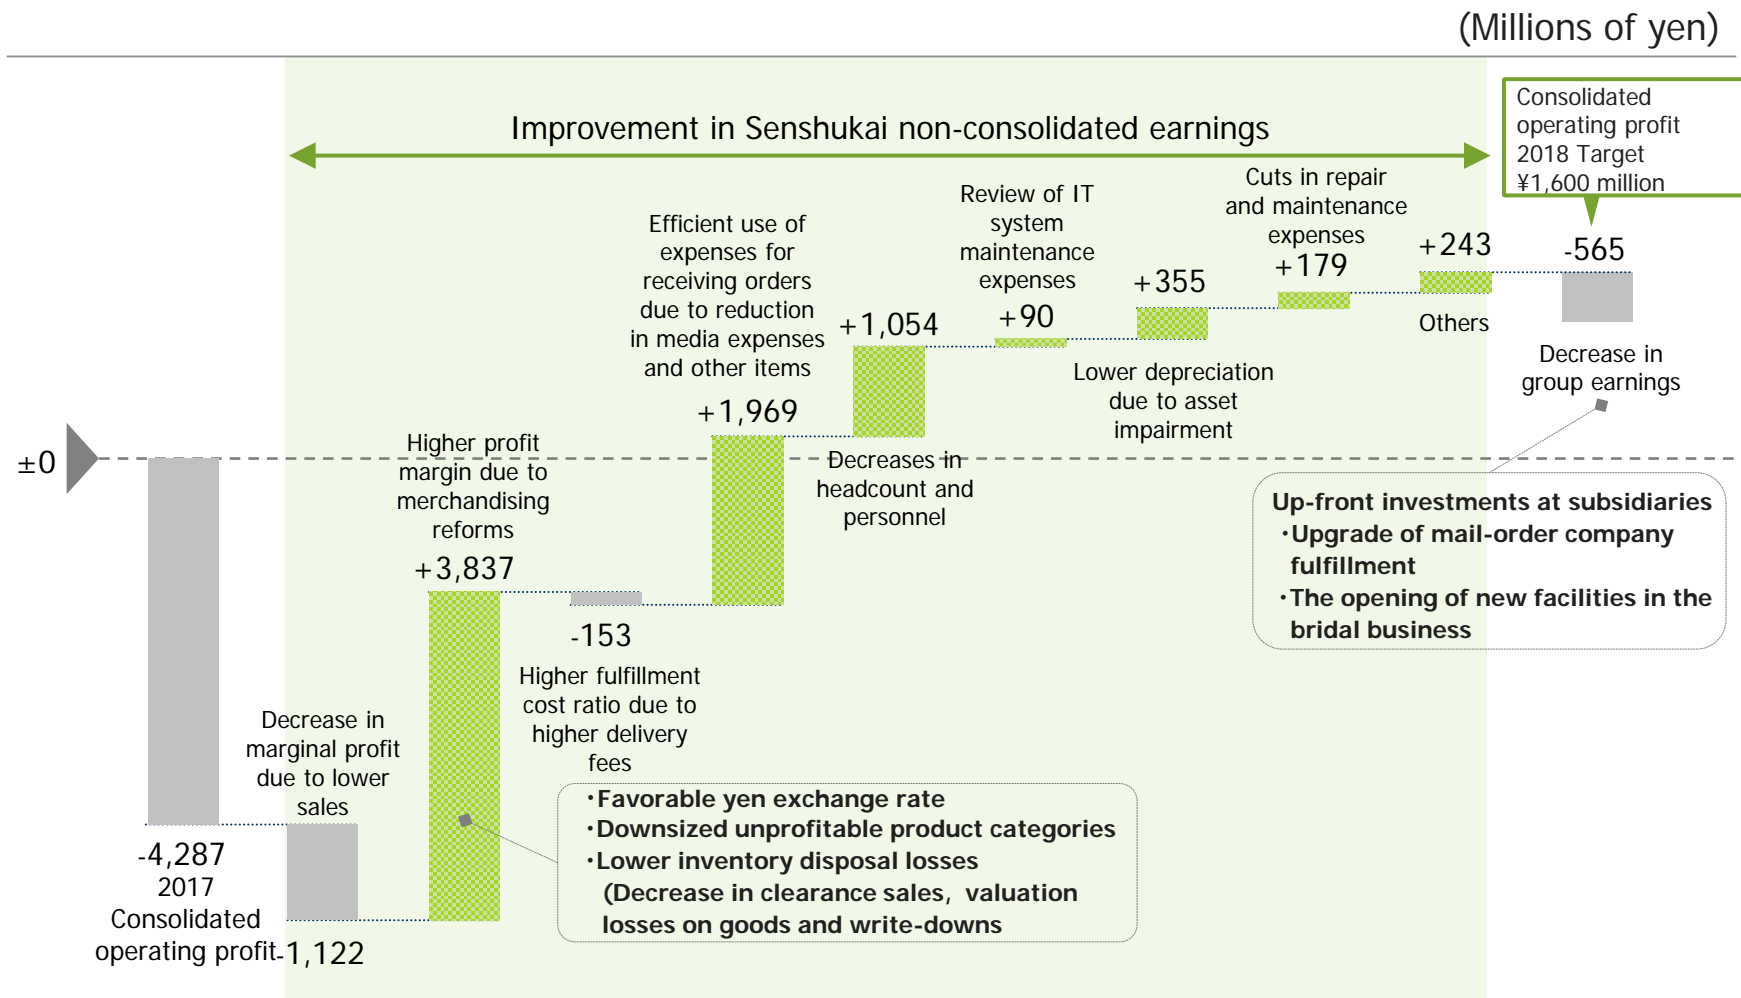 (Millions of yen)
Improvement in Senshukai non-consolidated earnings
Consolidated
operating profit
2018 Target
¥1,600 million
±0
-4,287
2017
Consolidated
operating profit
Decrease in
marginal profit
due to lower
sales
-1,122
Higher profit
margin due to
merchandising
reforms
+3,837
-153
Higher fulfillment
cost ratio due to
higher delivery
fees
・Favorable yen exchange rate
・Downsized unprofitable product categories
・Lower inventory disposal losses
(Decrease in clearance sales, valuation
losses on goods and write-downs
Efficient use of
expenses for
receiving orders
due to reduction
in media expenses
and other items
+1,969
+1,054
Decreases in
headcount and
personnel
Review of IT
system
maintenance
expenses
+90
+355
Lower depreciation
due to asset
impairment
Cuts in repair
and maintenance
expenses
+179
+243
Others
-565
Decrease in
group earnings
Up-front investments at subsidiaries
・Upgrade of mail-order company
fulfillment
・The opening of new facilities in the
bridal business